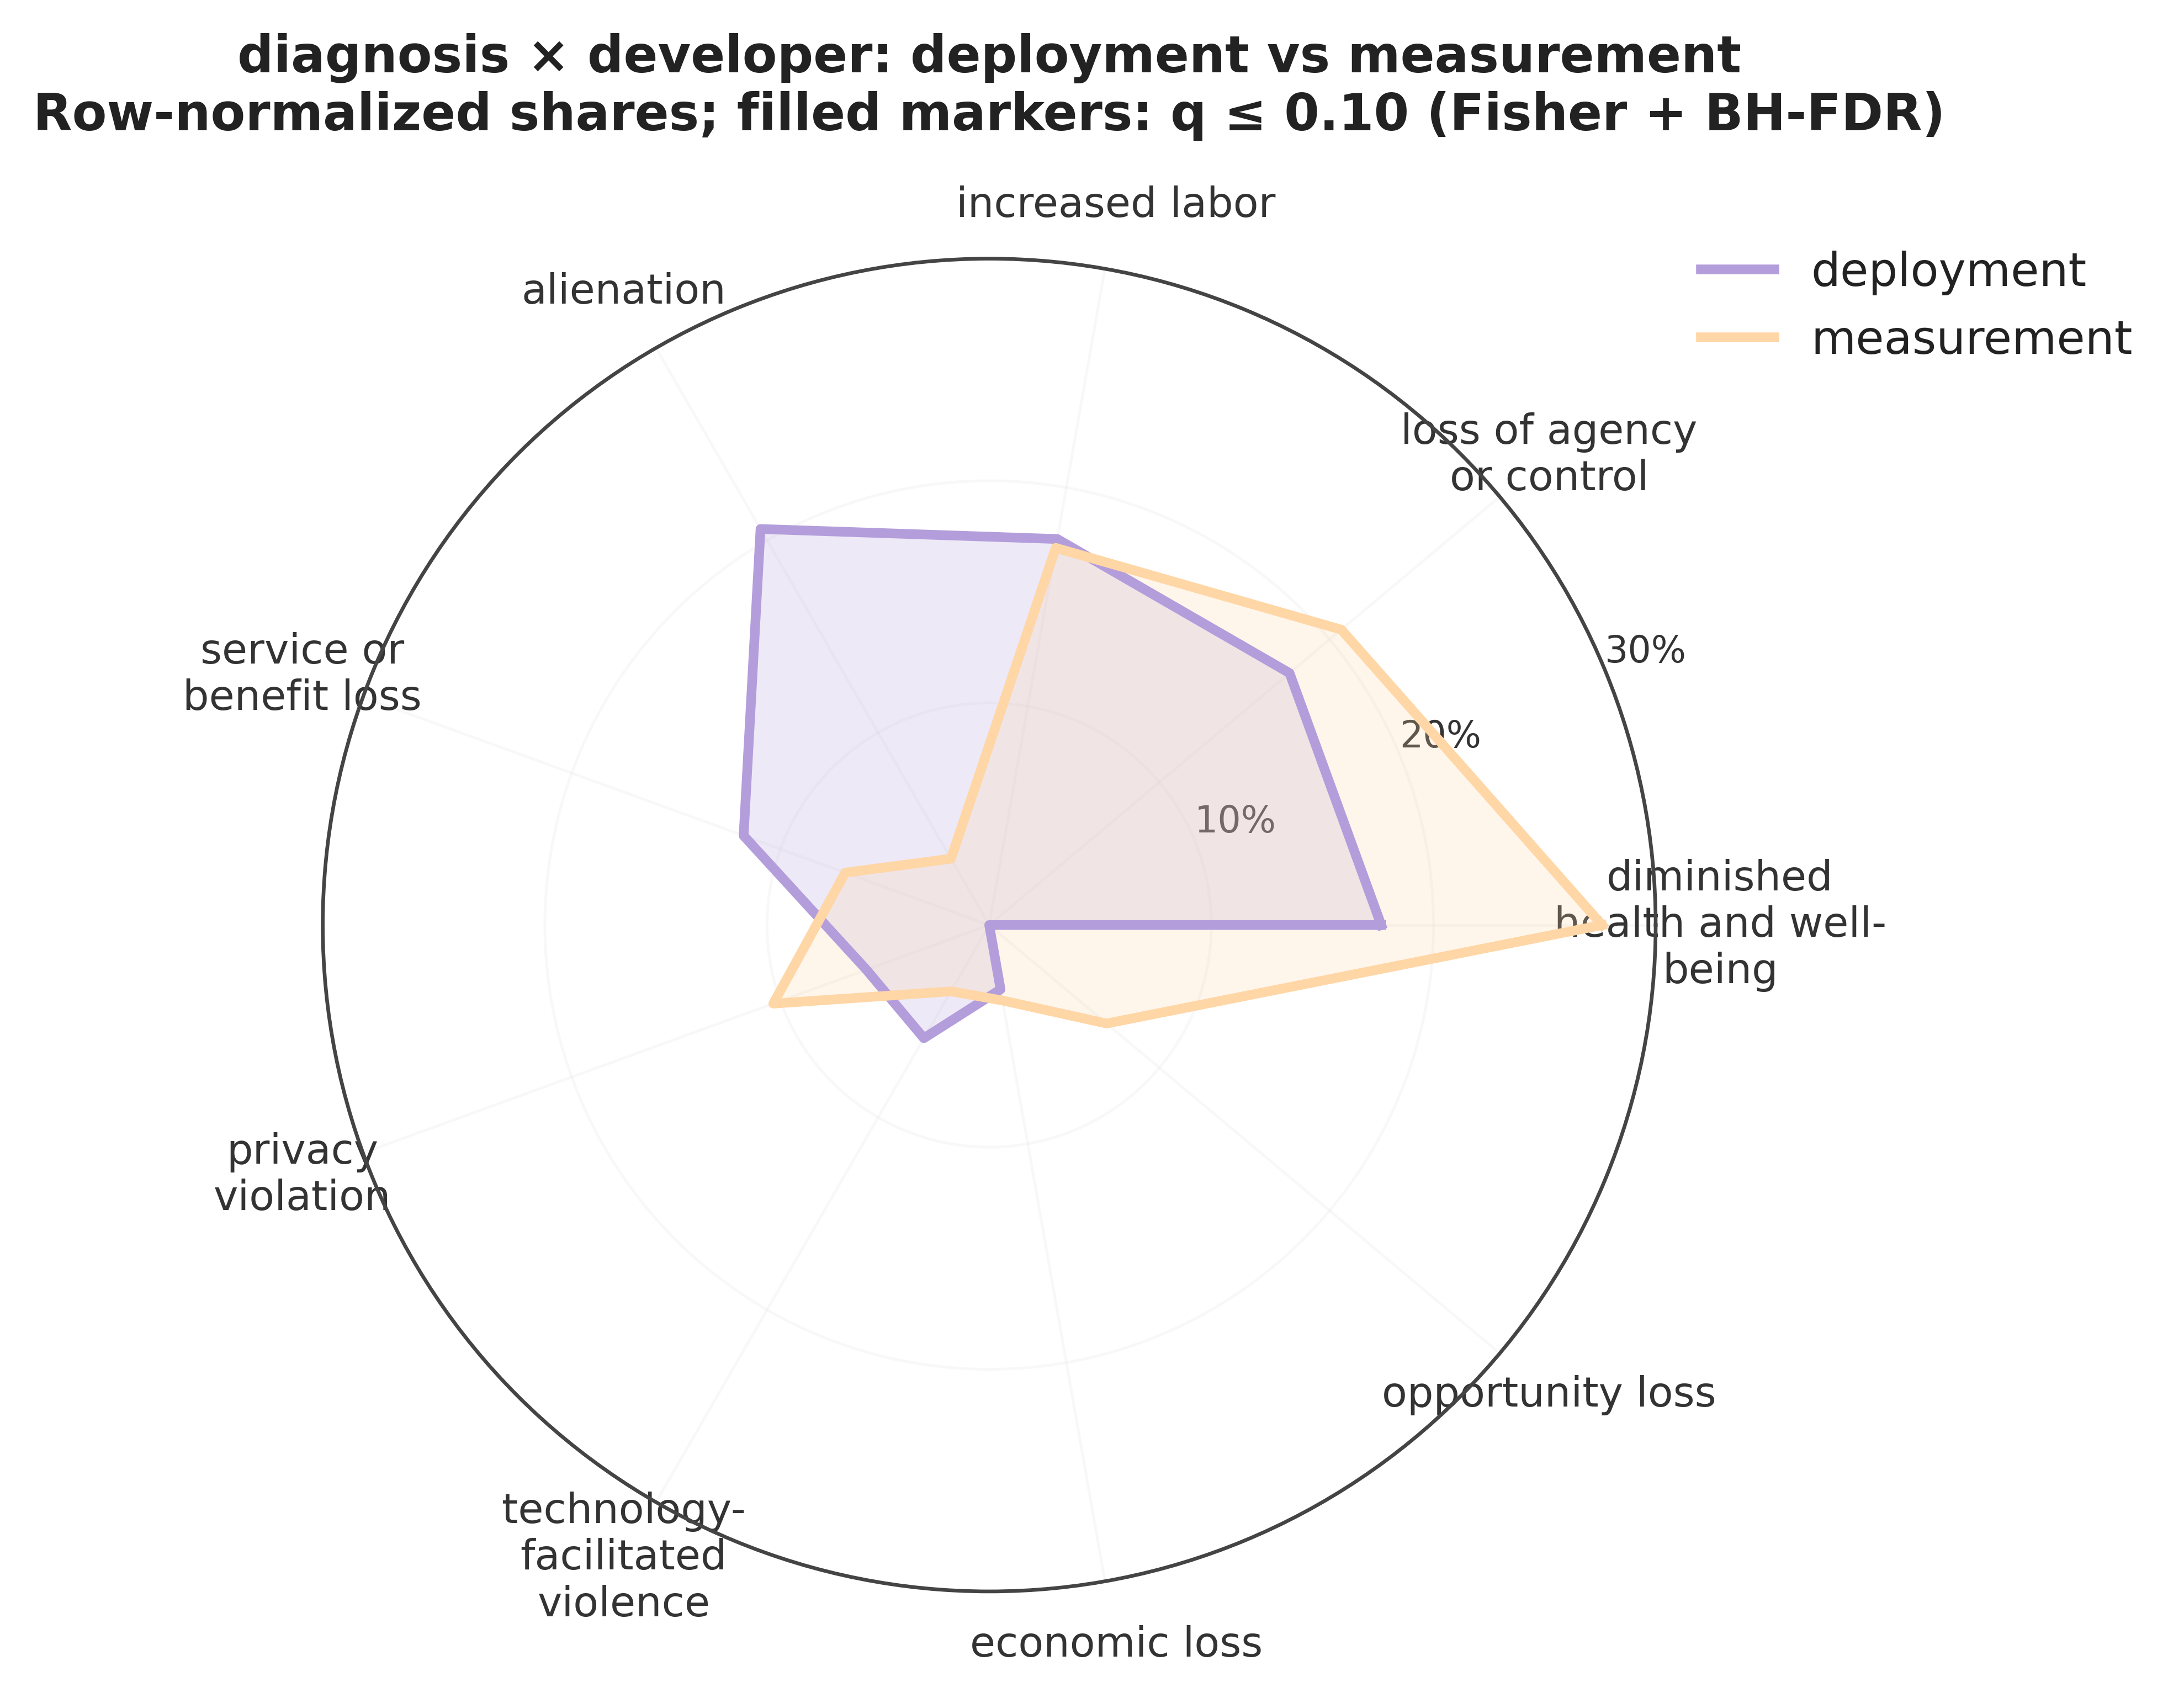 diagnosis × developer: deployment vs measurement
Row-normalized shares; filled markers: q ≤ 0.10 (Fisher + BH-FDR)
increased labor
deployment
measurement
alienation
loss of agency
or control
service or
benefit loss
30%
20%
10%
diminished
health and well-
being
privacy
violation
opportunity loss
technology-
facilitated
violence
economic loss